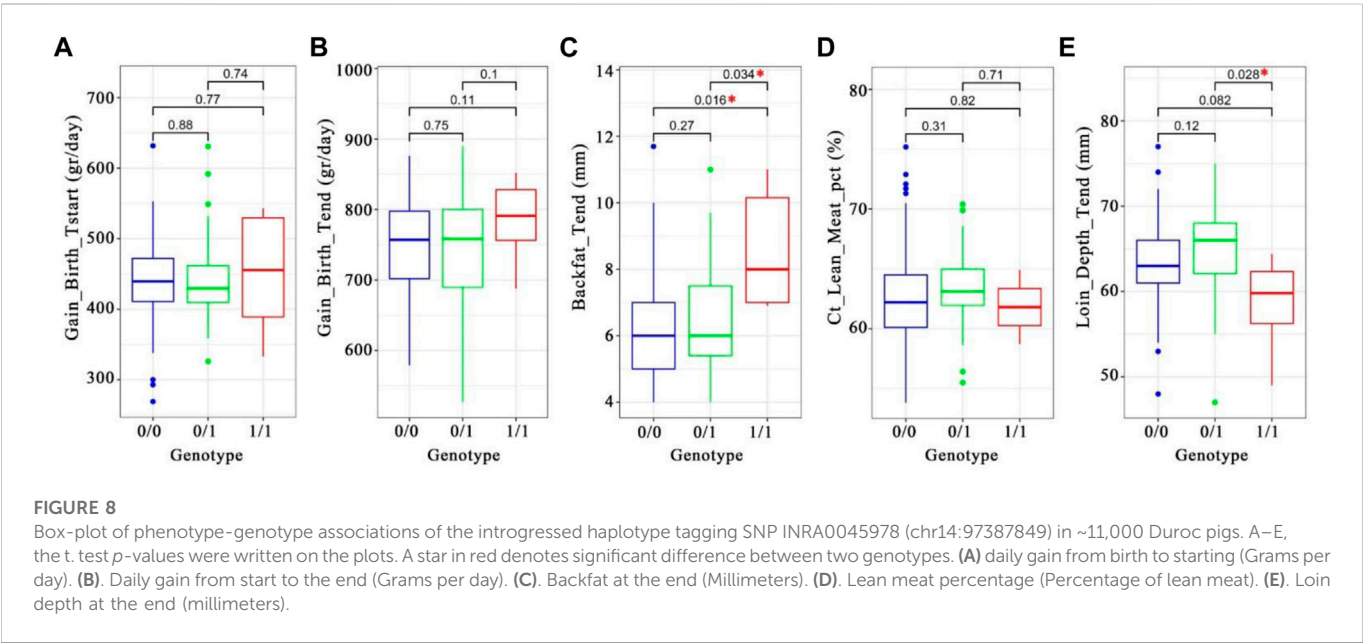 A
Gain_Birth_Tstart (gr/day)
700
600
500
400
300
0.74
0.77
0.88
0/0 0/1 1/1
Genotype
B
Gain_Birth_Tend (gr/day)
1000
900
800
700
600
0.1
0.11
0.75
0/0 0/1 1/1
Genotype
C
Backfat_Tend (mm)
14
12
10
8
6
4
0.034*
0.016*
0.27
0/0 0/1 1/1
Genotype
D
Ct_Lean_Meat_pct (%)
80
70
60
0.71
0.82
0.31
0/0 0/1 1/1
Genotype
E
Loin_Depth_Tend (mm)
80
70
60
50
0.028*
0.082
0.12
0/0 0/1 1/1
Genotype
FIGURE 8
Box-plot of phenotype-genotype associations of the introgressed haplotype tagging SNP INRA0045978 (chr14:97387849) in ~11,000 Duroc pigs. A–E,
the t. test p-values were written on the plots. A star in red denotes significant difference between two genotypes. (A) daily gain from birth to starting (Grams per
day). (B). Daily gain from start to the end (Grams per day). (C). Backfat at the end (Millimeters). (D). Lean meat percentage (Percentage of lean meat). (E). Loin
depth at the end (millimeters).